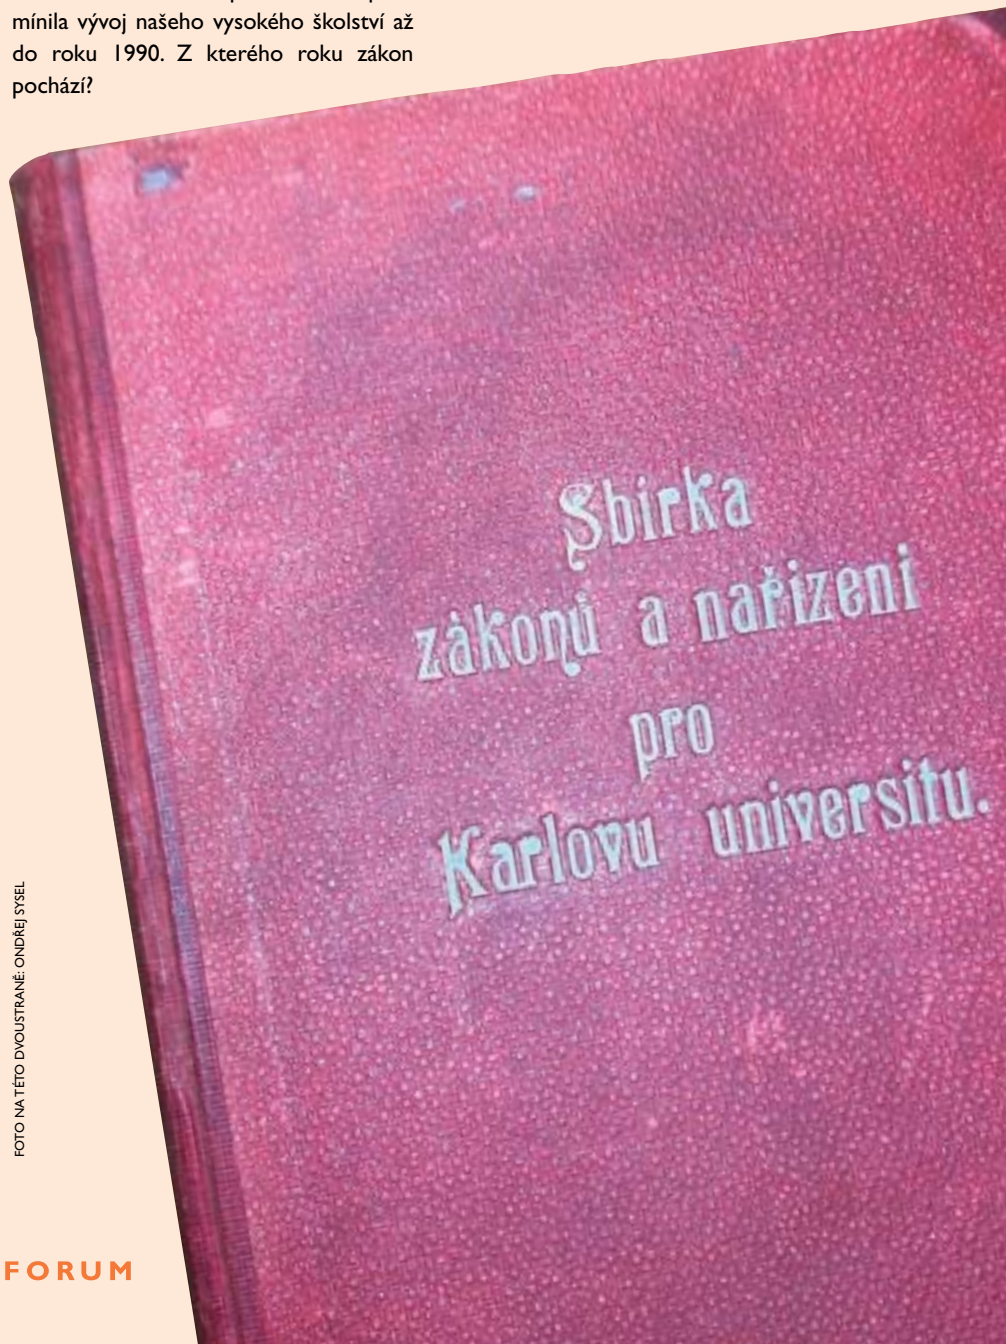 mínila vývoj našeho vysokého školství až
do roku 1990. Z kterého roku zákon
pochází?
Sbírka
zákonů a nařízení
pro
Karlovu universitu.
FOTO NA TÉTO DVOUSTRANĚ: ONDŘEJ SYSEL
FORUM